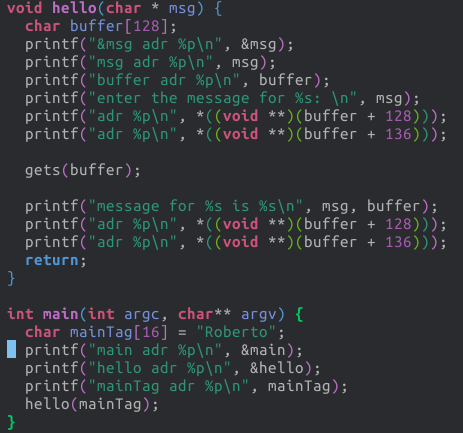 void hello(char * msg) {
  char buffer[128];
  printf("&msg adr %p\n", &msg);
  printf("msg adr %p\n", msg);
  printf("buffer adr %p\n", buffer);
  printf("enter the message for %s: \n", msg);
  printf("adr %p\n", *((void **)(buffer + 128)));
  printf("adr %p\n", *((void **)(buffer + 136)));

  gets(buffer);

  printf("message for %s is %s\n", msg, buffer);
  printf("adr %p\n", *((void **)(buffer + 128)));
  printf("adr %p\n", *((void **)(buffer + 136)));
  return;
}

int main(int argc, char** argv) {
  char mainTag[16] = "Roberto";
  printf("main adr %p\n", &main);
  printf("hello adr %p\n", &hello);
  printf("mainTag adr %p\n", mainTag);
  hello(mainTag);
}